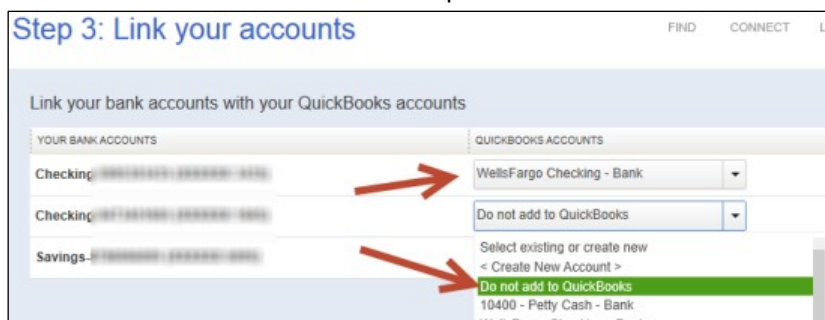 Step 3: Link your accounts
FIND CONNECT
Link your bank accounts with your QuickBooks accounts
YOUR BANK ACCOUNTS QUICKBOOKS ACCOUNTS
Checking WellsFargo Checking - Bank
Checking Do not add to QuickBooks
Savings-
Select existing or create new
< Create New Account >
Do not add to QuickBooks
10400 - Petty Cash - Bank